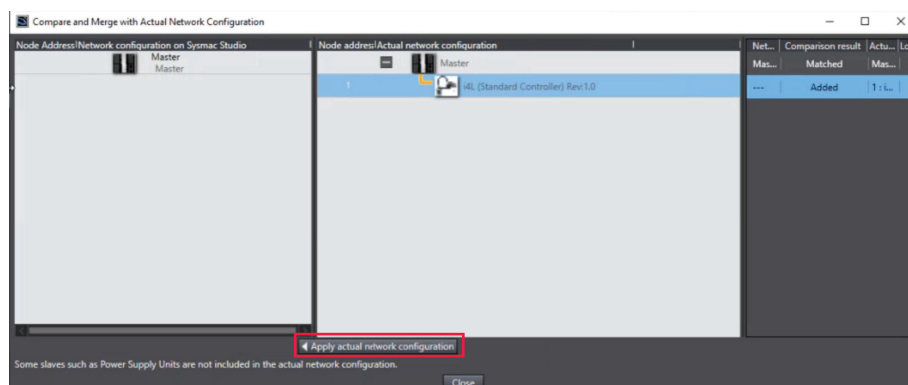 Compare and Merge with Actual Network Configuration
Node Address Network configuration on Sysmac Studio
Node address Actual network configuration
Net... Comparison result Actu... Lo
Master
Master
Master
Mas... Matched Mas...
1 i4L (Standard Controller) Rev:1.0
--- Added 1 : i...
Apply actual network configuration
Some slaves such as Power Supply Units are not included in the actual network configuration.
Close